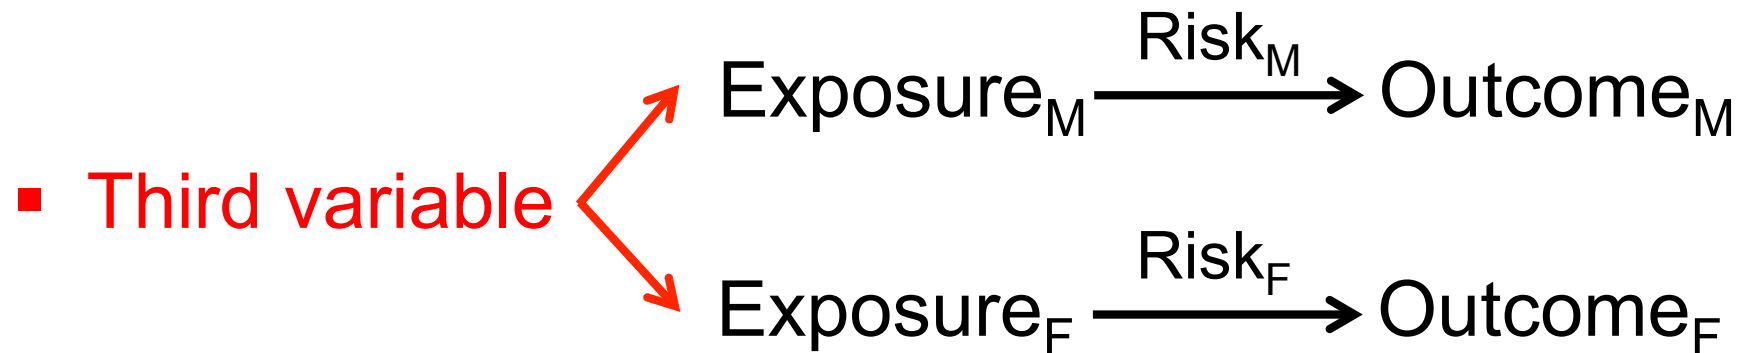 Risk_M
Exposure_M Outcome_M
▪ Third variable
Risk_F
Exposure_F Outcome_F